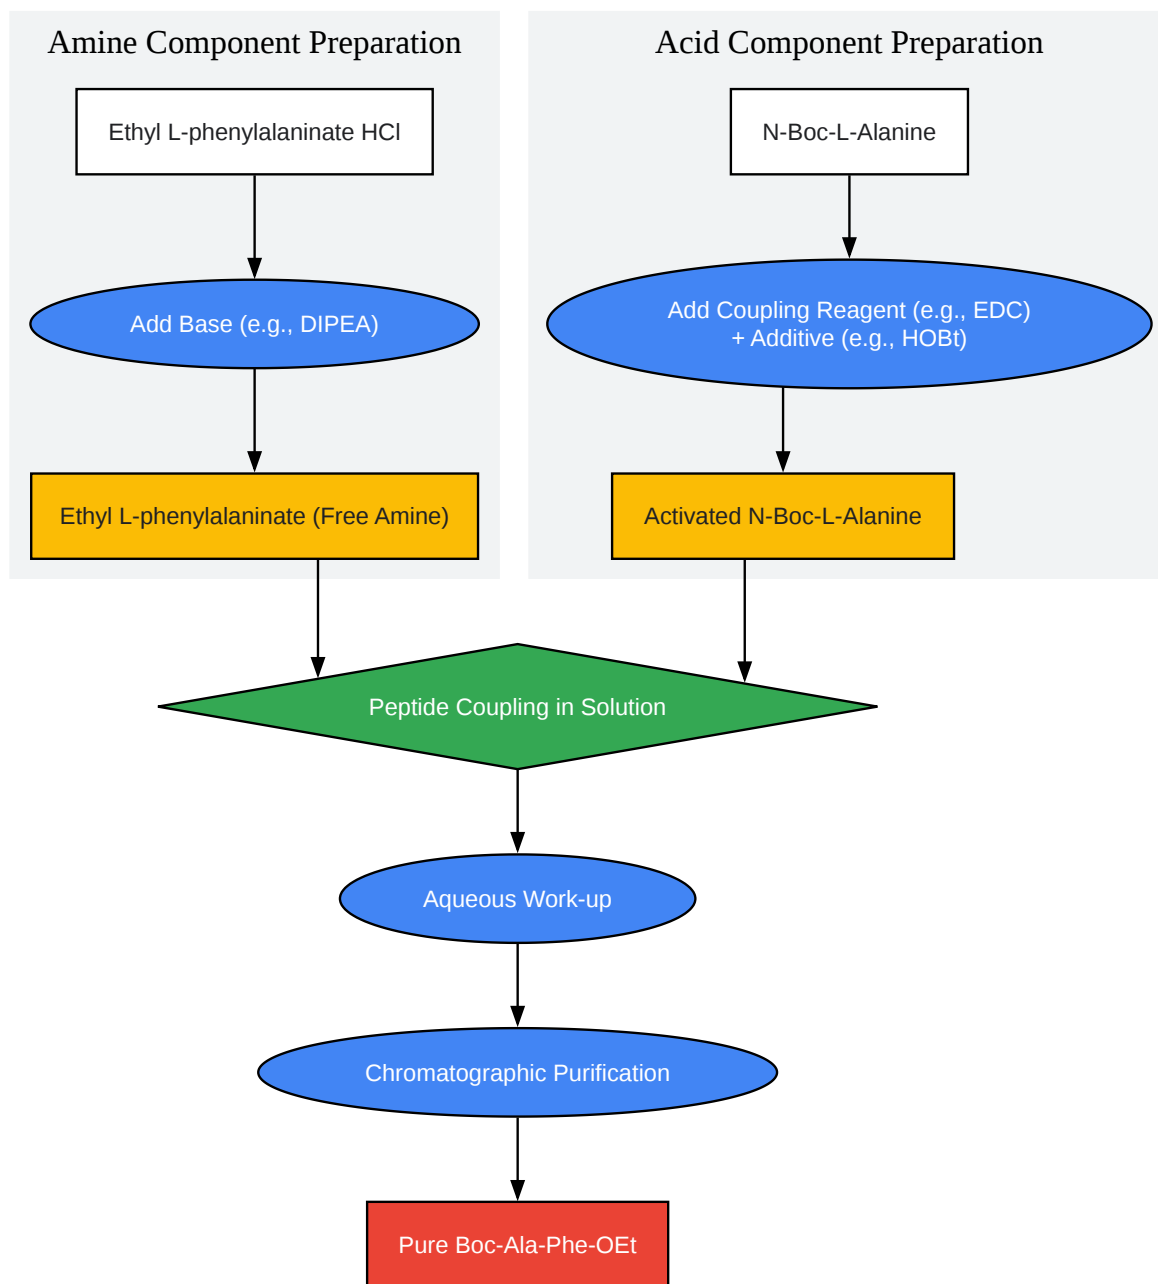 Amine Component Preparation
Ethyl L-phenylalaninate HCl
Add Base (e.g., DIPEA)
Ethyl L-phenylalaninate (Free Amine)
Acid Component Preparation
N-Boc-L-Alanine
Add Coupling Reagent (e.g., EDC)
+ Additive (e.g., HOBt)
Activated N-Boc-L-Alanine
Peptide Coupling in Solution
Aqueous Work-up
Chromatographic Purification
Pure Boc-Ala-Phe-OEt